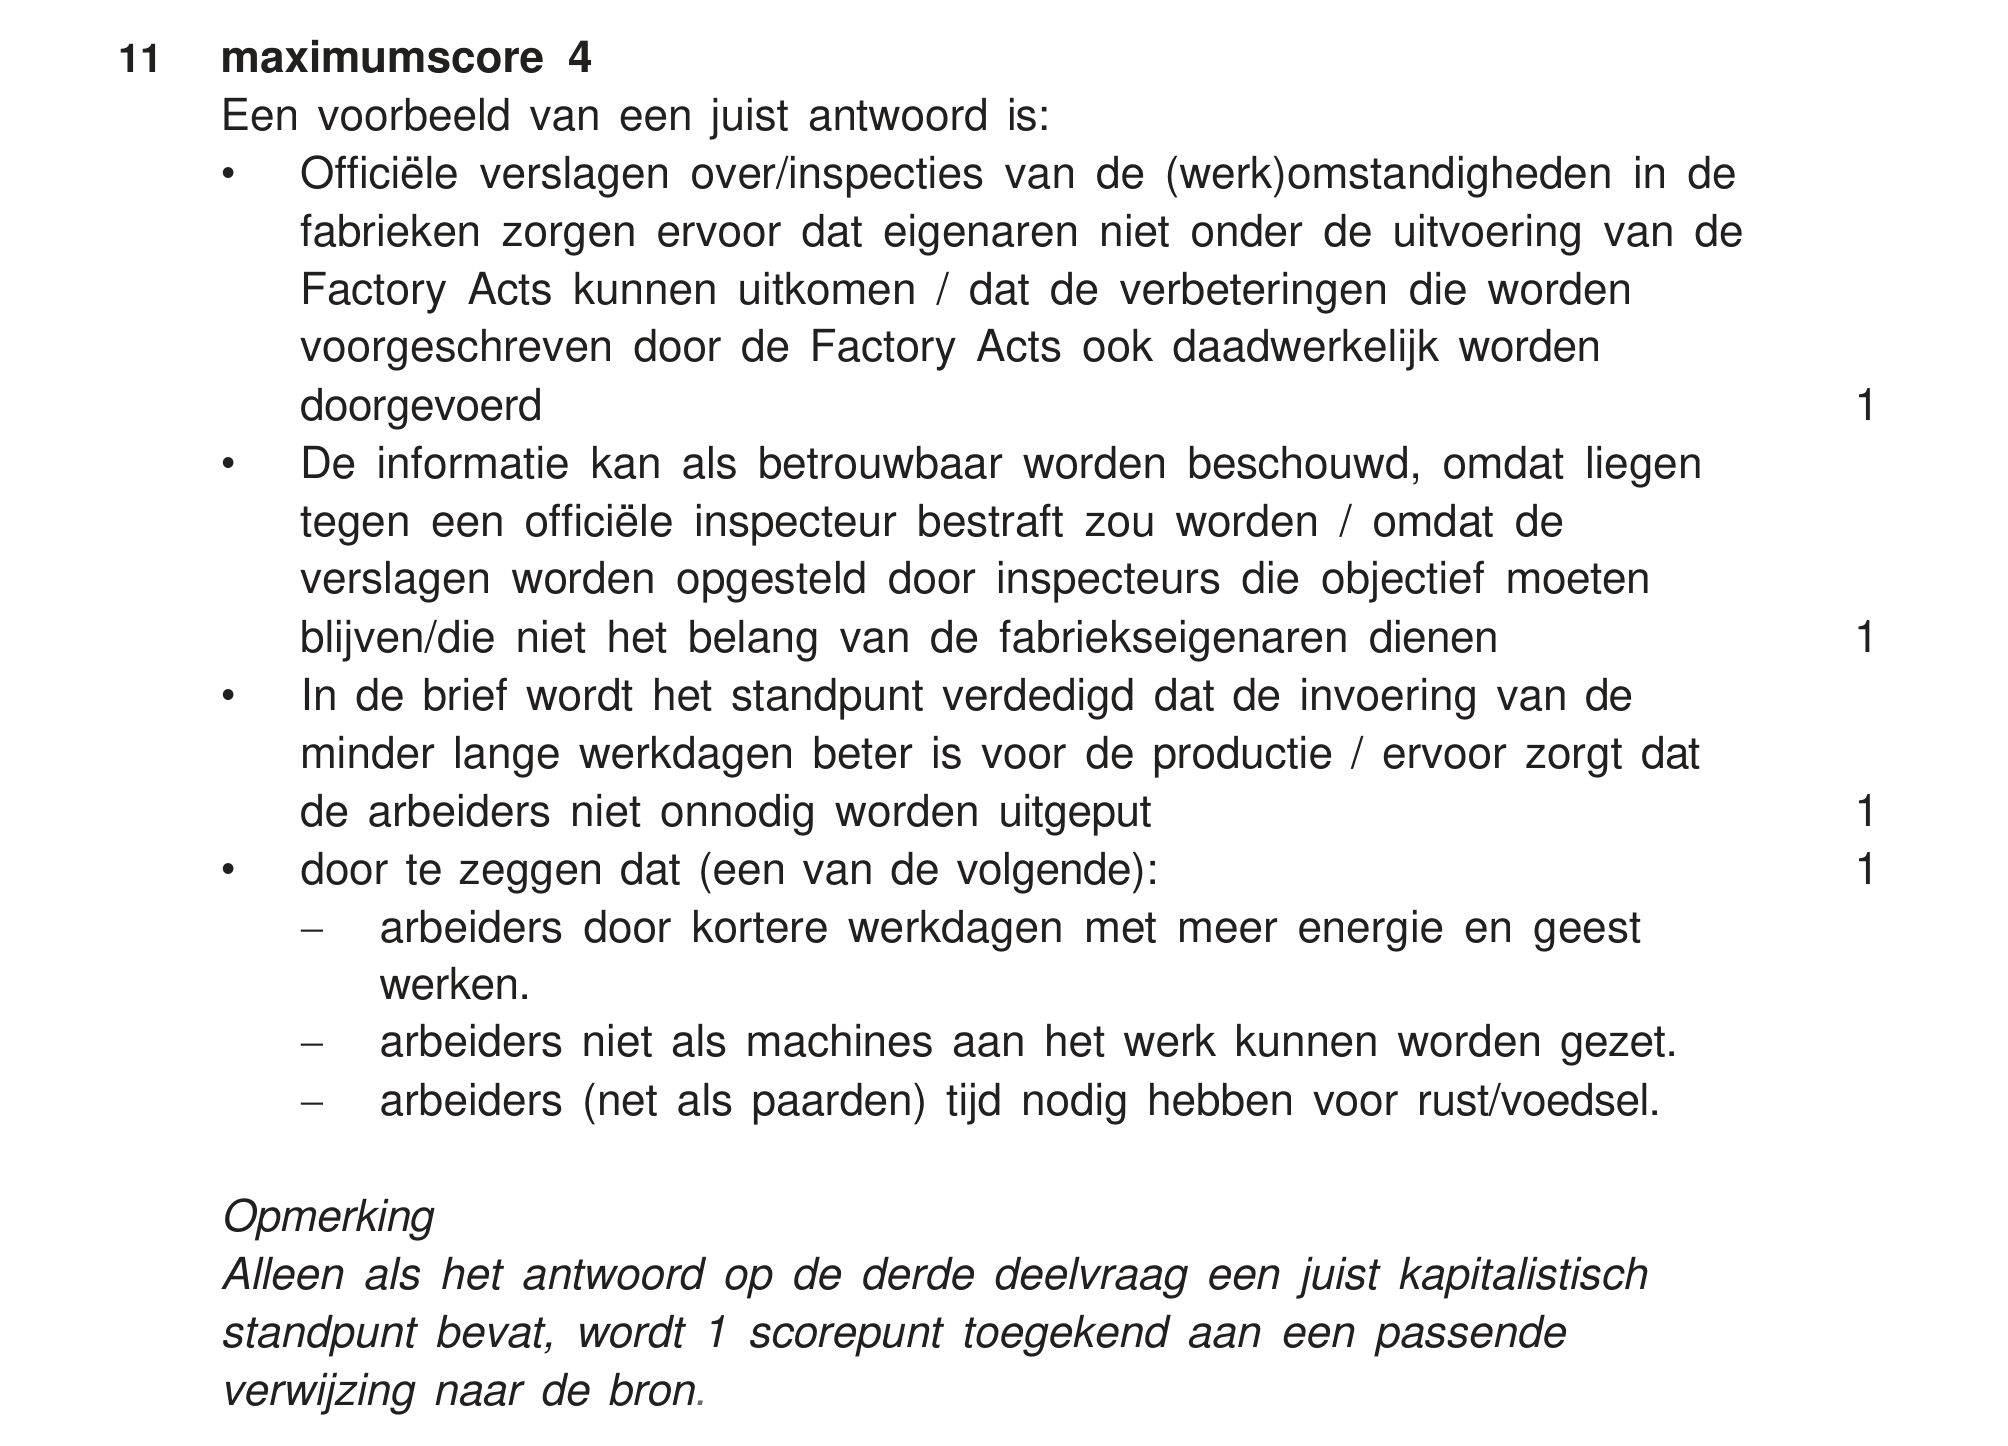 11 maximumscore 4
Een voorbeeld van een juist antwoord is:
• Officiële verslagen over/inspecties van de (werk)omstandigheden in de
fabrieken zorgen ervoor dat eigenaren niet onder de uitvoering van de
Factory Acts kunnen uitkomen / dat de verbeteringen die worden
voorgeschreven door de Factory Acts ook daadwerkelijk worden
doorgevoerd 1
• De informatie kan als betrouwbaar worden beschouwd, omdat liegen
tegen een officiële inspecteur bestraft zou worden / omdat de
verslagen worden opgesteld door inspecteurs die objectief moeten
blijven/die niet het belang van de fabriekseigenaren dienen 1
• In de brief wordt het standpunt verdedigd dat de invoering van de
minder lange werkdagen beter is voor de productie / ervoor zorgt dat
de arbeiders niet onnodig worden uitgeput 1
• door te zeggen dat (een van de volgende): 1
– arbeiders door kortere werkdagen met meer energie en geest
werken.
– arbeiders niet als machines aan het werk kunnen worden gezet.
– arbeiders (net als paarden) tijd nodig hebben voor rust/voedsel.
Opmerking
Alleen als het antwoord op de derde deelvraag een juist kapitalistisch
standpunt bevat, wordt 1 scorepunt toegekend aan een passende
verwijzing naar de bron.